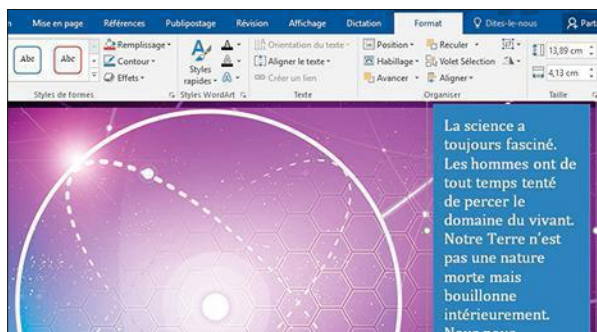 Mise en page Références Publipostage Révision Affichage Dictation Format Dites-le-nous
Abc Abc Remplissage Contour Effets Styles de formes
Styles rapides Styles WordArt
Orientation du texte Aligner le texte Créer un lien Texte
Position Habillage Avancer Reculer Volet Sélection Aligner Organiser
13,89 cm 4,13 cm Taille
La science a
toujours fasciné.
Les hommes ont de
tout temps tenté
de percer le
domaine du vivant.
Notre Terre n'est
pas une nature
morte mais
bouillonne
intérieurement.